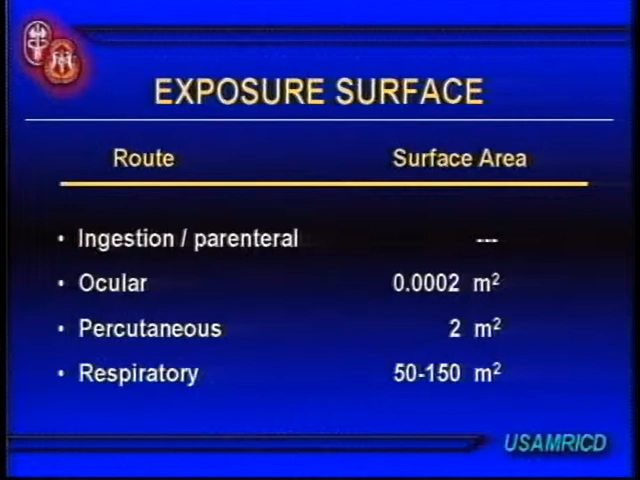 EXPOSURE SURFACE
Route Surface Area
• Ingestion / parenteral ---
• Ocular 0.0002 m²
• Percutaneous 2 m²
• Respiratory 50-150 m²
USAMRICD